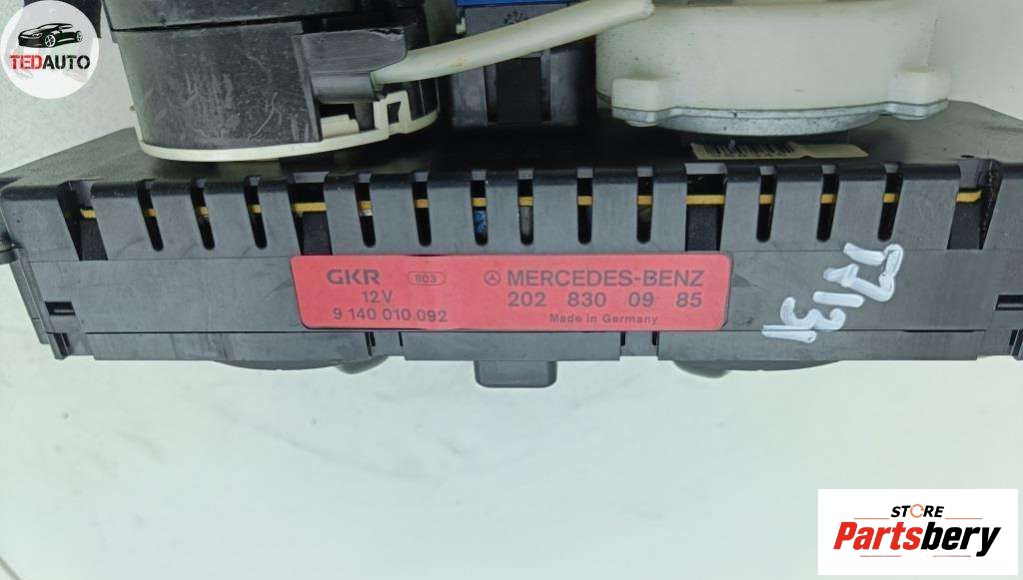 TEDAUTO
GKR 803
12V
9 140 010 092
MERCEDES-BENZ
202 830 09 85
Made in Germany
STORE
Partsbery